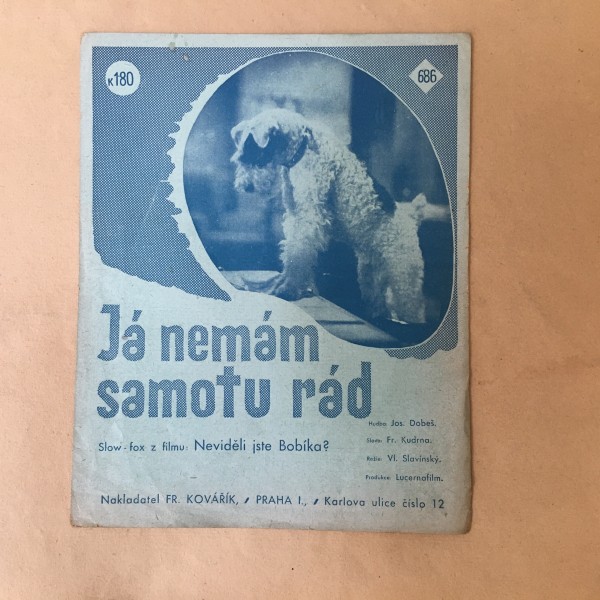 K180
686
Já nemám
samotu rád
Slow-fox z filmu: Neviděli jste Bobíka?
Hudba: Jos. Dobeš.
Slova: Fr. Kudrna.
Režie: Vl. Slavínský.
Produkce: Lucernafilm.
Nakladatel FR. KOVÁŘÍK, / PRAHA I., / Karlova ulice číslo 12